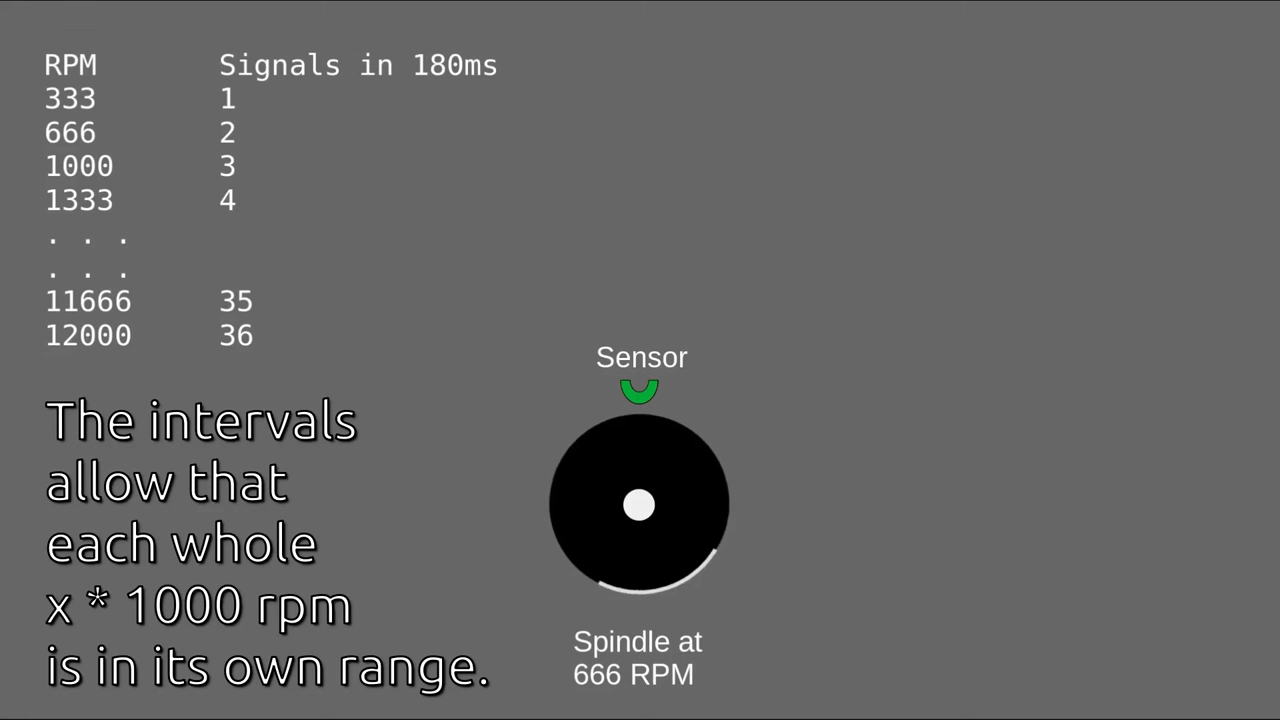 RPM Signals in 180ms
333 1
666 2
1000 3
1333 4
. . .
. . .
11666 35
12000 36
Sensor
The intervals
allow that
each whole
x * 1000 rpm
is in its own range.
Spindle at
666 RPM